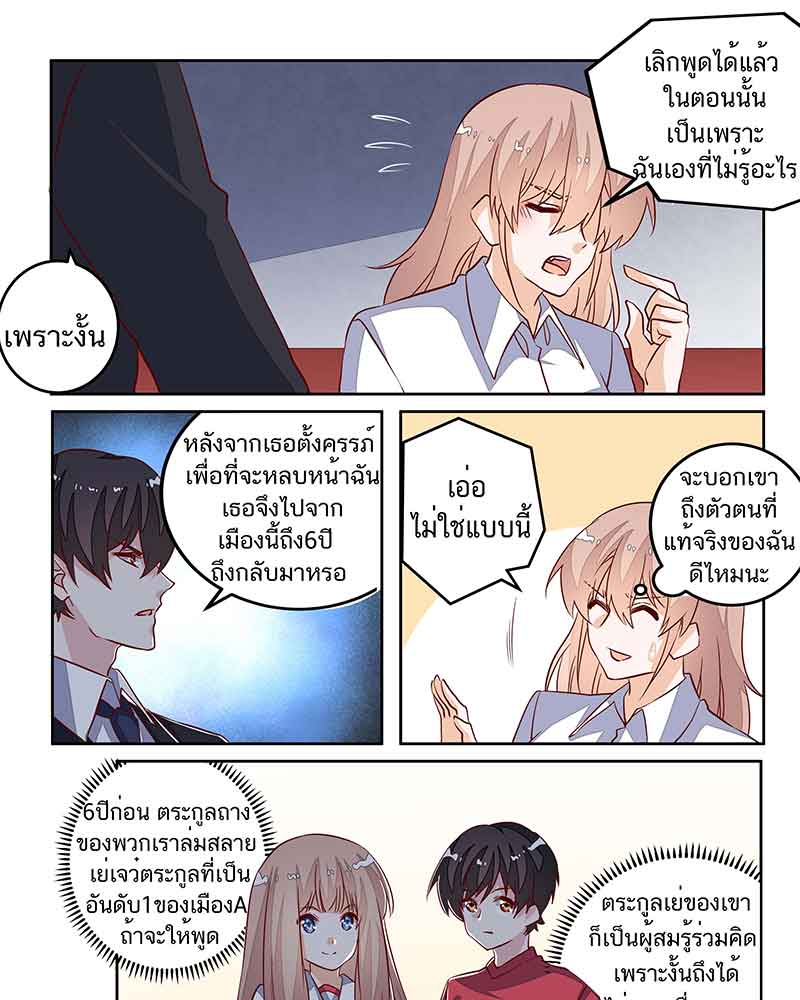 เลิกพูดได้แล้ว
ในตอนนั้น
เป็นเพราะ
ฉันเองที่ไม่รู้อะไร
เพราะงั้น
หลังจากเธอตั้งครรภ์
เพื่อที่จะหลบหน้าฉัน
เธอจึงไปจาก
เมืองนี้ถึง6ปี
ถึงกลับมาหรอ
เอ่อ
ไม่ใช่แบบนี้
จะบอกเขา
ถึงตัวตนที่
แท้จริงของฉัน
ดีไหมนะ
6ปีก่อน ตระกูลถาง
ของพวกเราล่มสลาย
เย่เจว๋ตระกูลที่เป็น
อันดับ1ของเมืองA
ถ้าจะให้พูด
ตระกูลเย่ของเขา
ก็เป็นผู้สมรู้ร่วมคิด
เพราะงั้นถึงได้